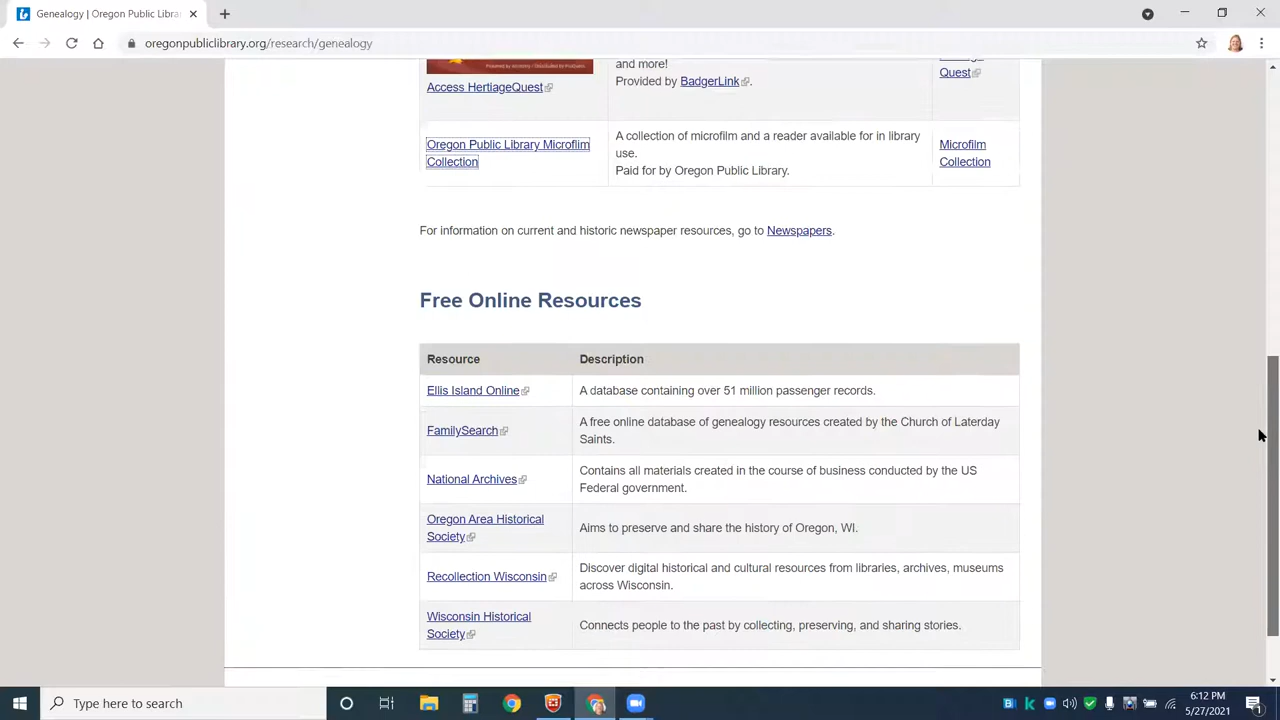 Genealogy | Oregon Public Libra
oregonpubliclibrary.org/research/genealogy
and more!
Quest
Provided by BadgerLink.
Access HertiageQuest
Oregon Public Library Microflim
Collection
A collection of microfilm and a reader available for in library
use.
Paid for by Oregon Public Library.
Microfilm
Collection
For information on current and historic newspaper resources, go to Newspapers.
Free Online Resources
Resource
Description
Ellis Island Online
A database containing over 51 million passenger records.
FamilySearch
A free online database of genealogy resources created by the Church of Laterday
Saints.
National Archives
Contains all materials created in the course of business conducted by the US
Federal government.
Oregon Area Historical
Society
Aims to preserve and share the history of Oregon, WI.
Recollection Wisconsin
Discover digital historical and cultural resources from libraries, archives, museums
across Wisconsin.
Wisconsin Historical
Society
Connects people to the past by collecting, preserving, and sharing stories.
Type here to search
6:12 PM
5/27/2021